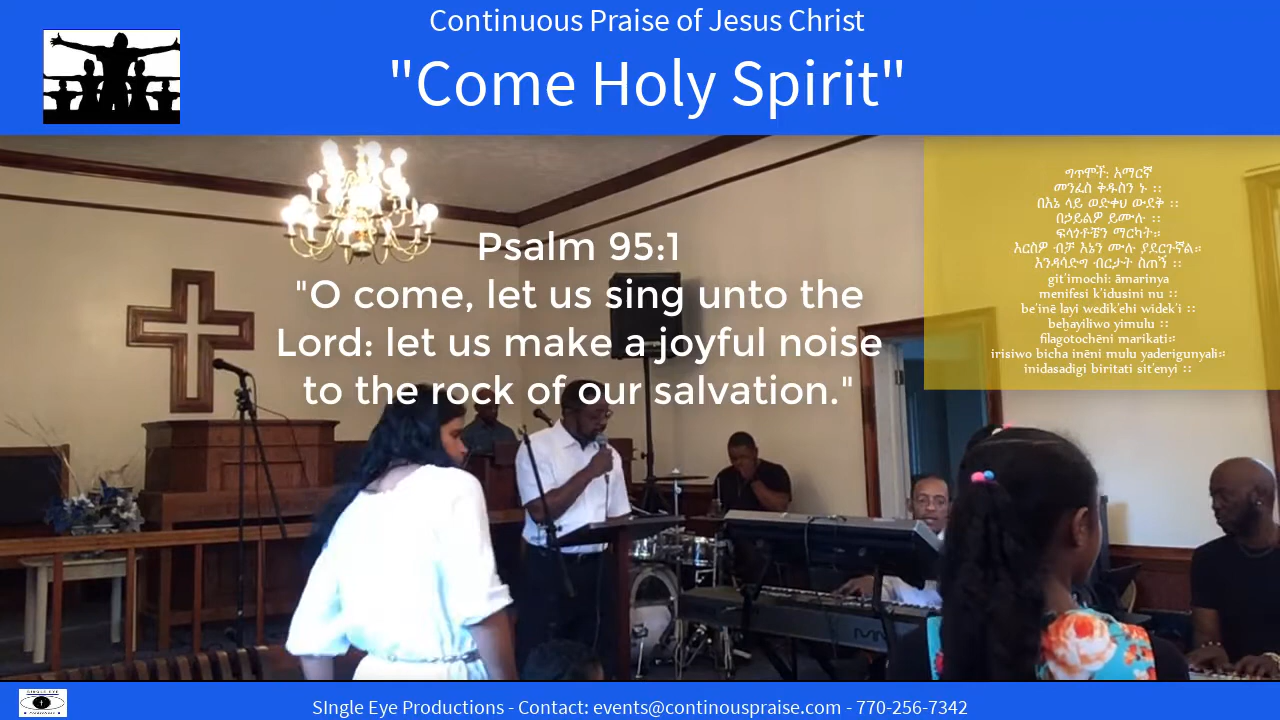 Continuous Praise of Jesus Christ
"Come Holy Spirit"
Psalm 95:1
"O come, let us sing unto the
Lord: let us make a joyful noise
to the rock of our salvation."
ግጥሞች: አማርኛ
መንፈስ ቅዱስን ኑ ፡፡
በእኔ ላይ ወድቀህ ውደቅ ፡፡
በኃይልዎ ይሙሉ ፡፡
ፍላጎቶቼን ማርካት።
እርስዎ ብቻ እኔን ሙሉ ያደርጉኛል።
እንዳሳድግ ብርታት ስጠኝ ፡፡
git'imochi: āmarinya
menifesi k'idusini nu ፡፡
be'inē layi wedik'ehi widek'i ፡፡
beḫayiliwo yimulu ፡፡
filagotochēni marikati።
irisiwo bicha inēni mulu yaderigunyali።
inidasadigi biritati sit'enyi ፡፡
SINGLE EYE
SIngle Eye Productions - Contact: events@continouspraise.com - 770-256-7342